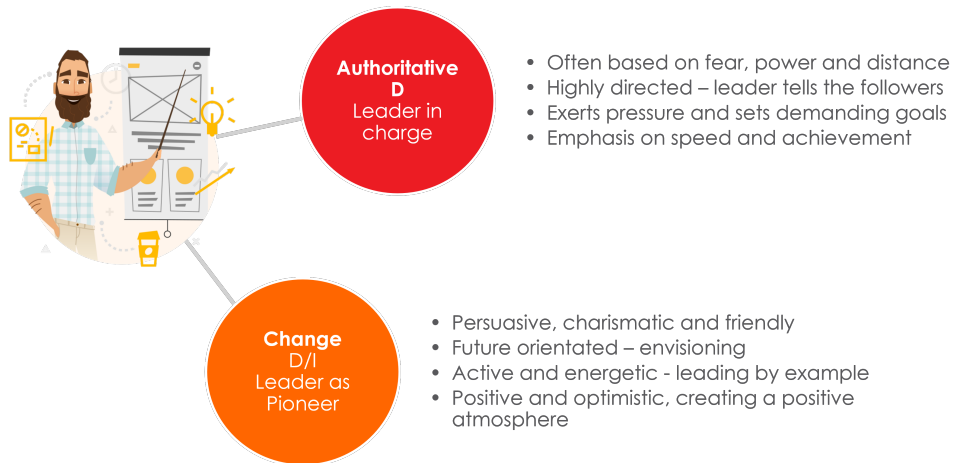 Authoritative
D
Leader in
charge
• Often based on fear, power and distance
• Highly directed – leader tells the followers
• Exerts pressure and sets demanding goals
• Emphasis on speed and achievement
Change
D/I
Leader as
Pioneer
• Persuasive, charismatic and friendly
• Future orientated – envisioning
• Active and energetic - leading by example
• Positive and optimistic, creating a positive
atmosphere